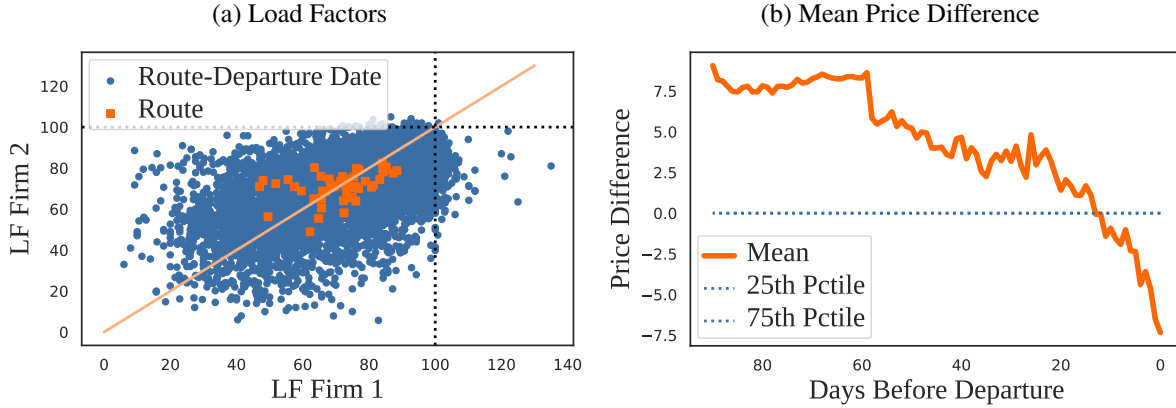 (a) Load Factors
Route-Departure Date
Route
LF Firm 2
0
20
40
60
80
100
120
0
20
40
60
80
100
120
140
LF Firm 1
(b) Mean Price Difference
Price Difference
7.5
5.0
2.5
0.0
−2.5
−5.0
−7.5
Mean
25th Pctile
75th Pctile
80
60
40
20
0
Days Before Departure